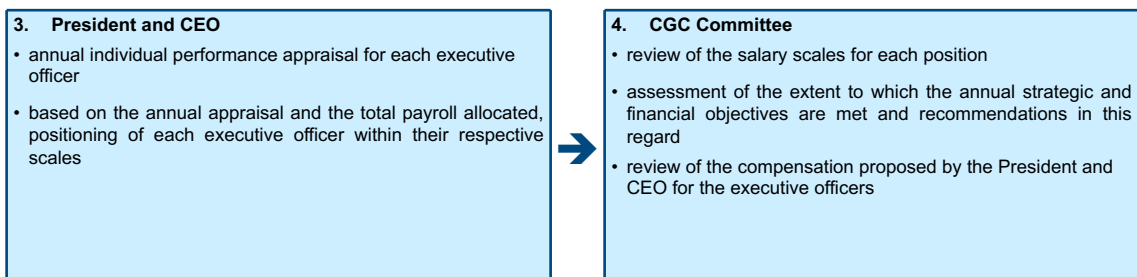 3. President and CEO
• annual individual performance appraisal for each executive
officer
• based on the annual appraisal and the total payroll allocated,
positioning of each executive officer within their respective
scales
4. CGC Committee
• review of the salary scales for each position
• assessment of the extent to which the annual strategic and
financial objectives are met and recommendations in this
regard
• review of the compensation proposed by the President and
CEO for the executive officers